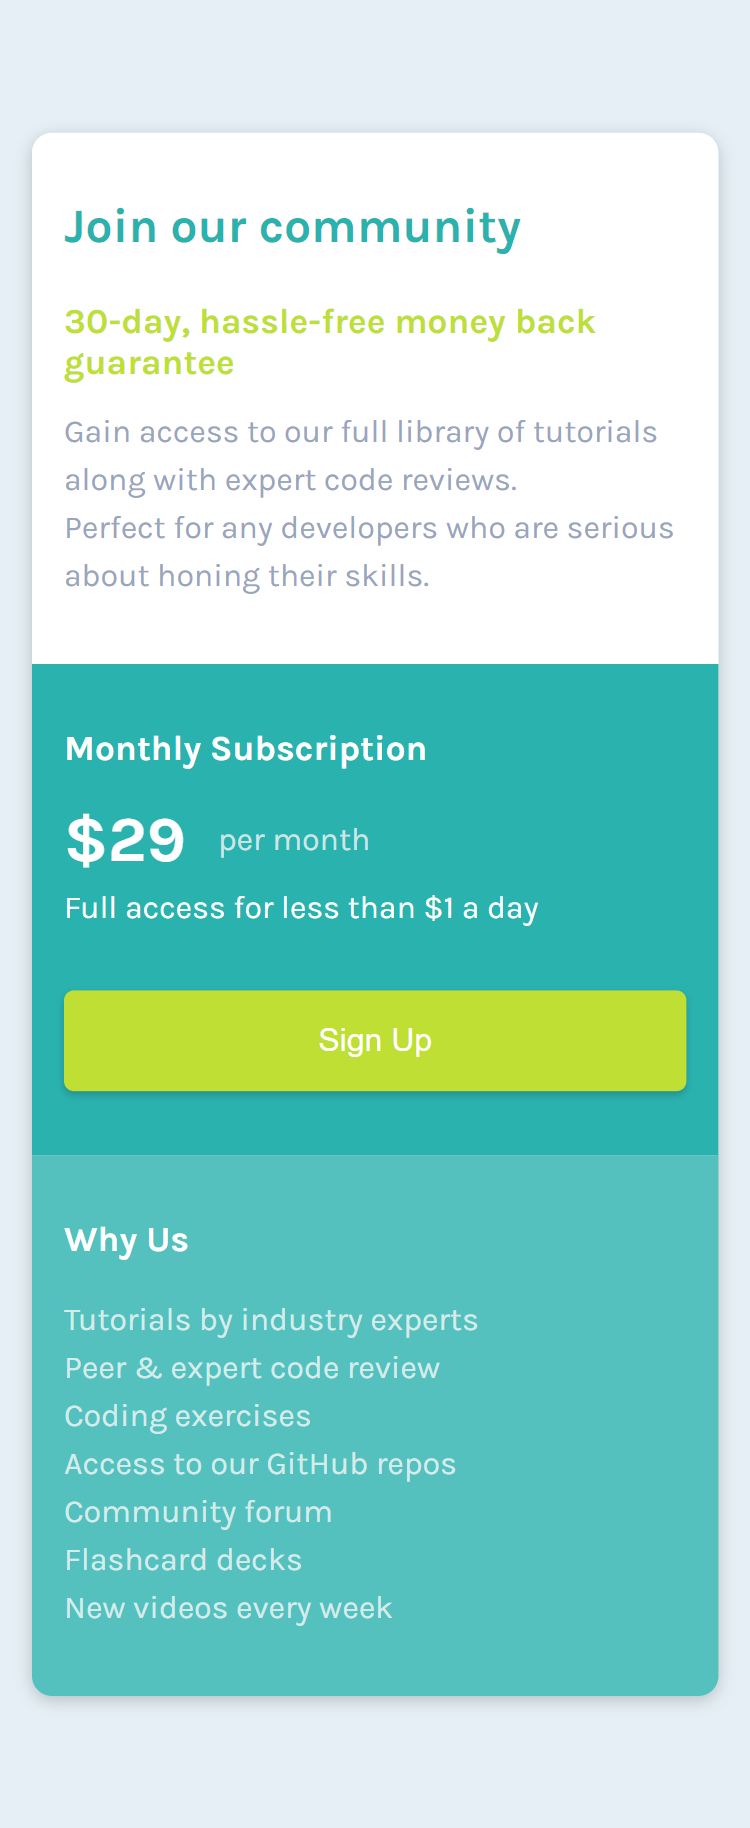 Join our community
30-day, hassle-free money back
guarantee
Gain access to our full library of tutorials
along with expert code reviews.
Perfect for any developers who are serious
about honing their skills.
Monthly Subscription
$29 per month
Full access for less than $1 a day
Sign Up
Why Us
Tutorials by industry experts
Peer & expert code review
Coding exercises
Access to our GitHub repos
Community forum
Flashcard decks
New videos every week